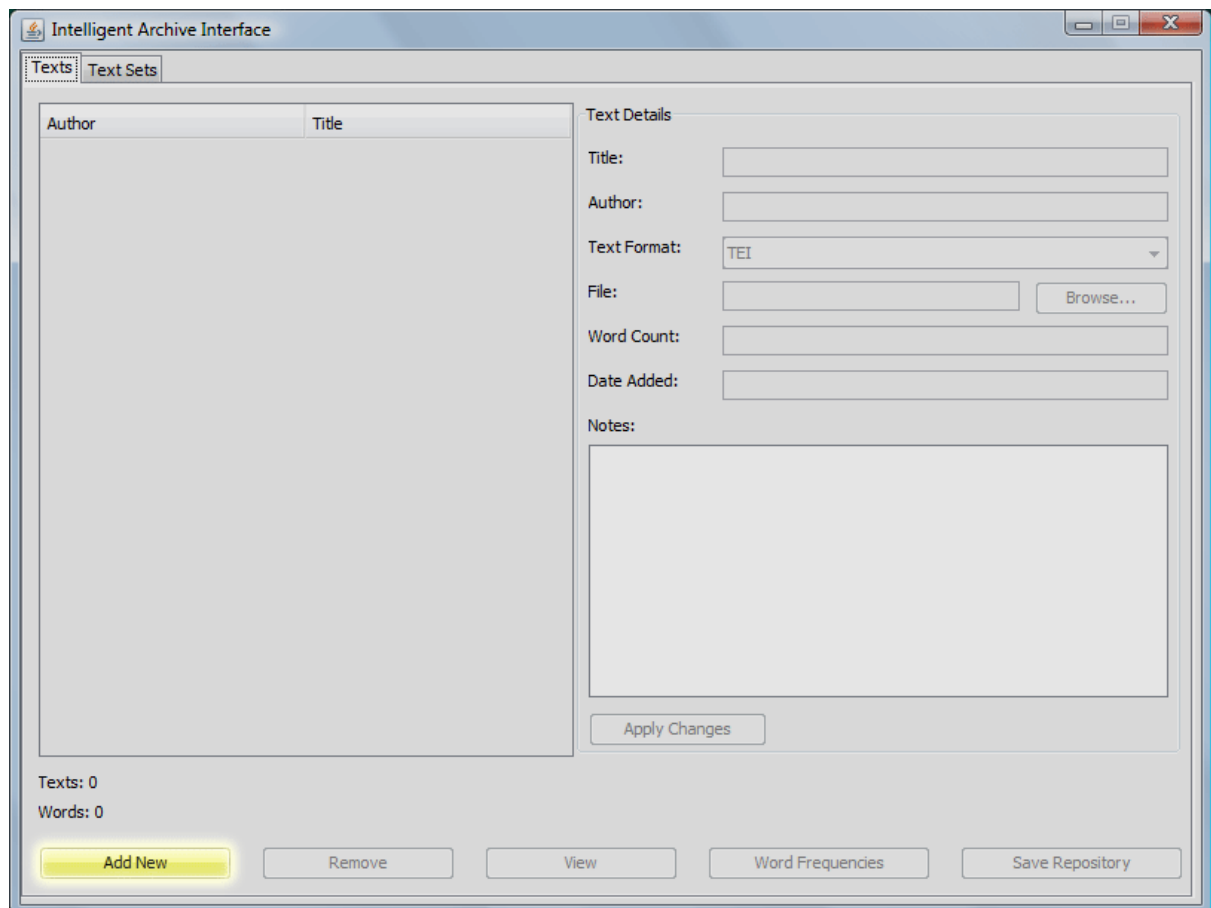 Intelligent Archive Interface
Texts Text Sets
Author Title
Text Details
Title:
Author:
Text Format: TEI
File: Browse...
Word Count:
Date Added:
Notes:
Apply Changes
Texts: 0
Words: 0
Add New Remove View Word Frequencies Save Repository